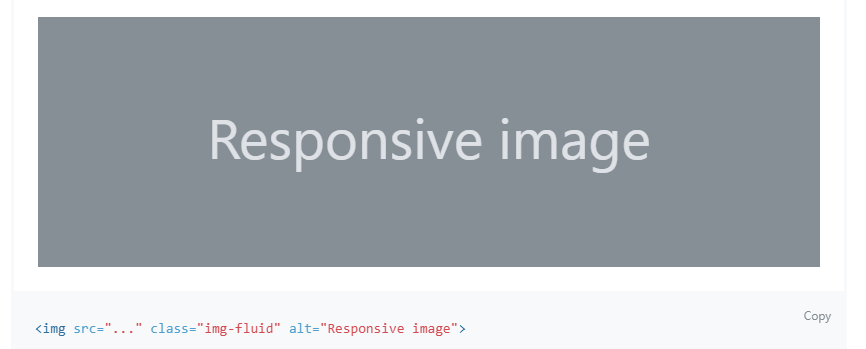 Responsive image
Copy
<img src="..." class="img-fluid" alt="Responsive image">